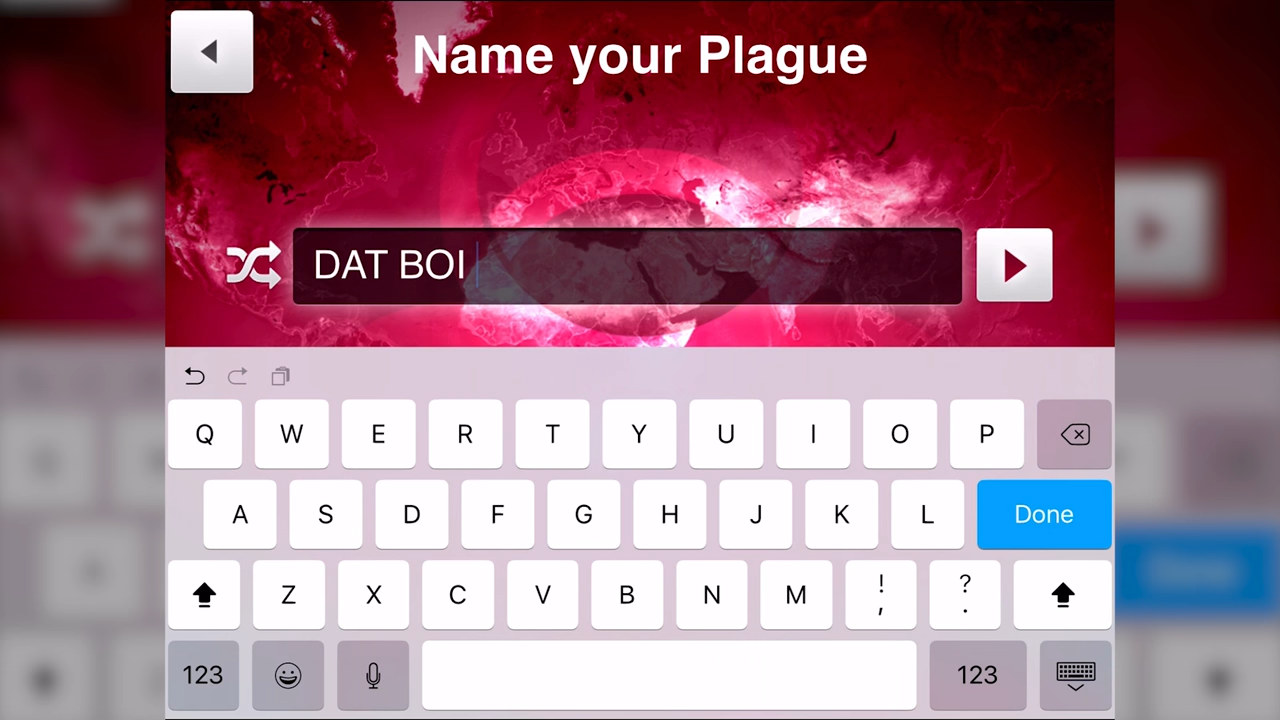 Name your Plague
DAT BOI
Q W E R T Y U I O P
A S D F G H J K L Done
Z X C V B N M ! , ? .
123 123